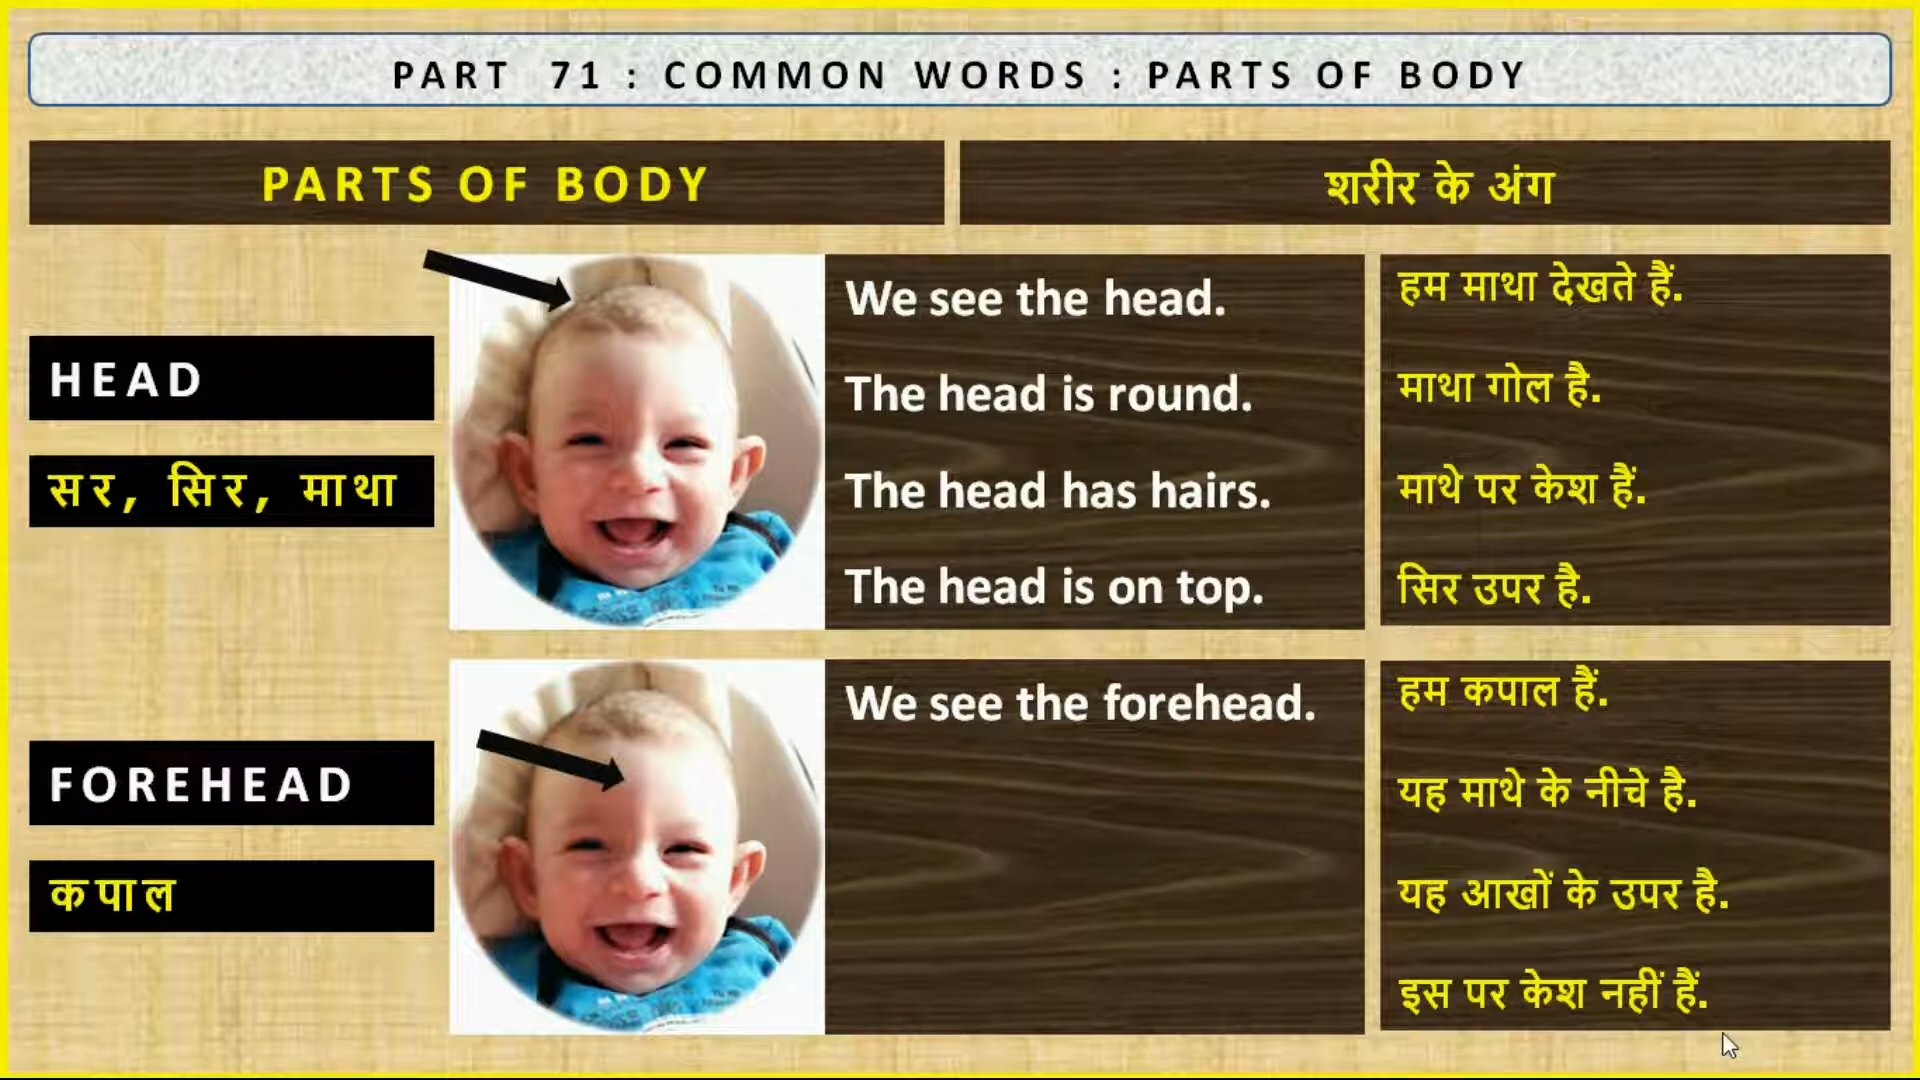 PART 71 : COMMON WORDS : PARTS OF BODY
PARTS OF BODY
शरीर के अंग
HEAD
सर, सिर, माथा
We see the head.
The head is round.
The head has hairs.
The head is on top.
हम माथा देखते हैं.
माथा गोल है.
माथे पर केश हैं.
सिर उपर है.
FOREHEAD
कपाल
We see the forehead.
हम कपाल हैं.
यह माथे के नीचे है.
यह आखों के उपर है.
इस पर केश नहीं हैं.